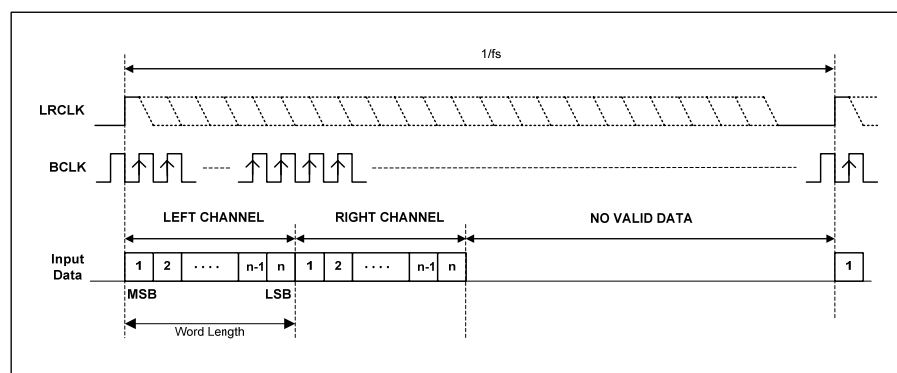 1/fs
LRCLK
BCLK
LEFT CHANNEL RIGHT CHANNEL NO VALID DATA
Input
Data
1 2 .... n-1 n 1 2 .... n-1 n 1
MSB LSB
Word Length